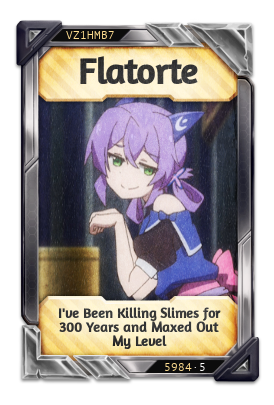 VZ1HMB7
Flatorte
I've Been Killing Slimes for
300 Years and Maxed Out
My Level
5984·5